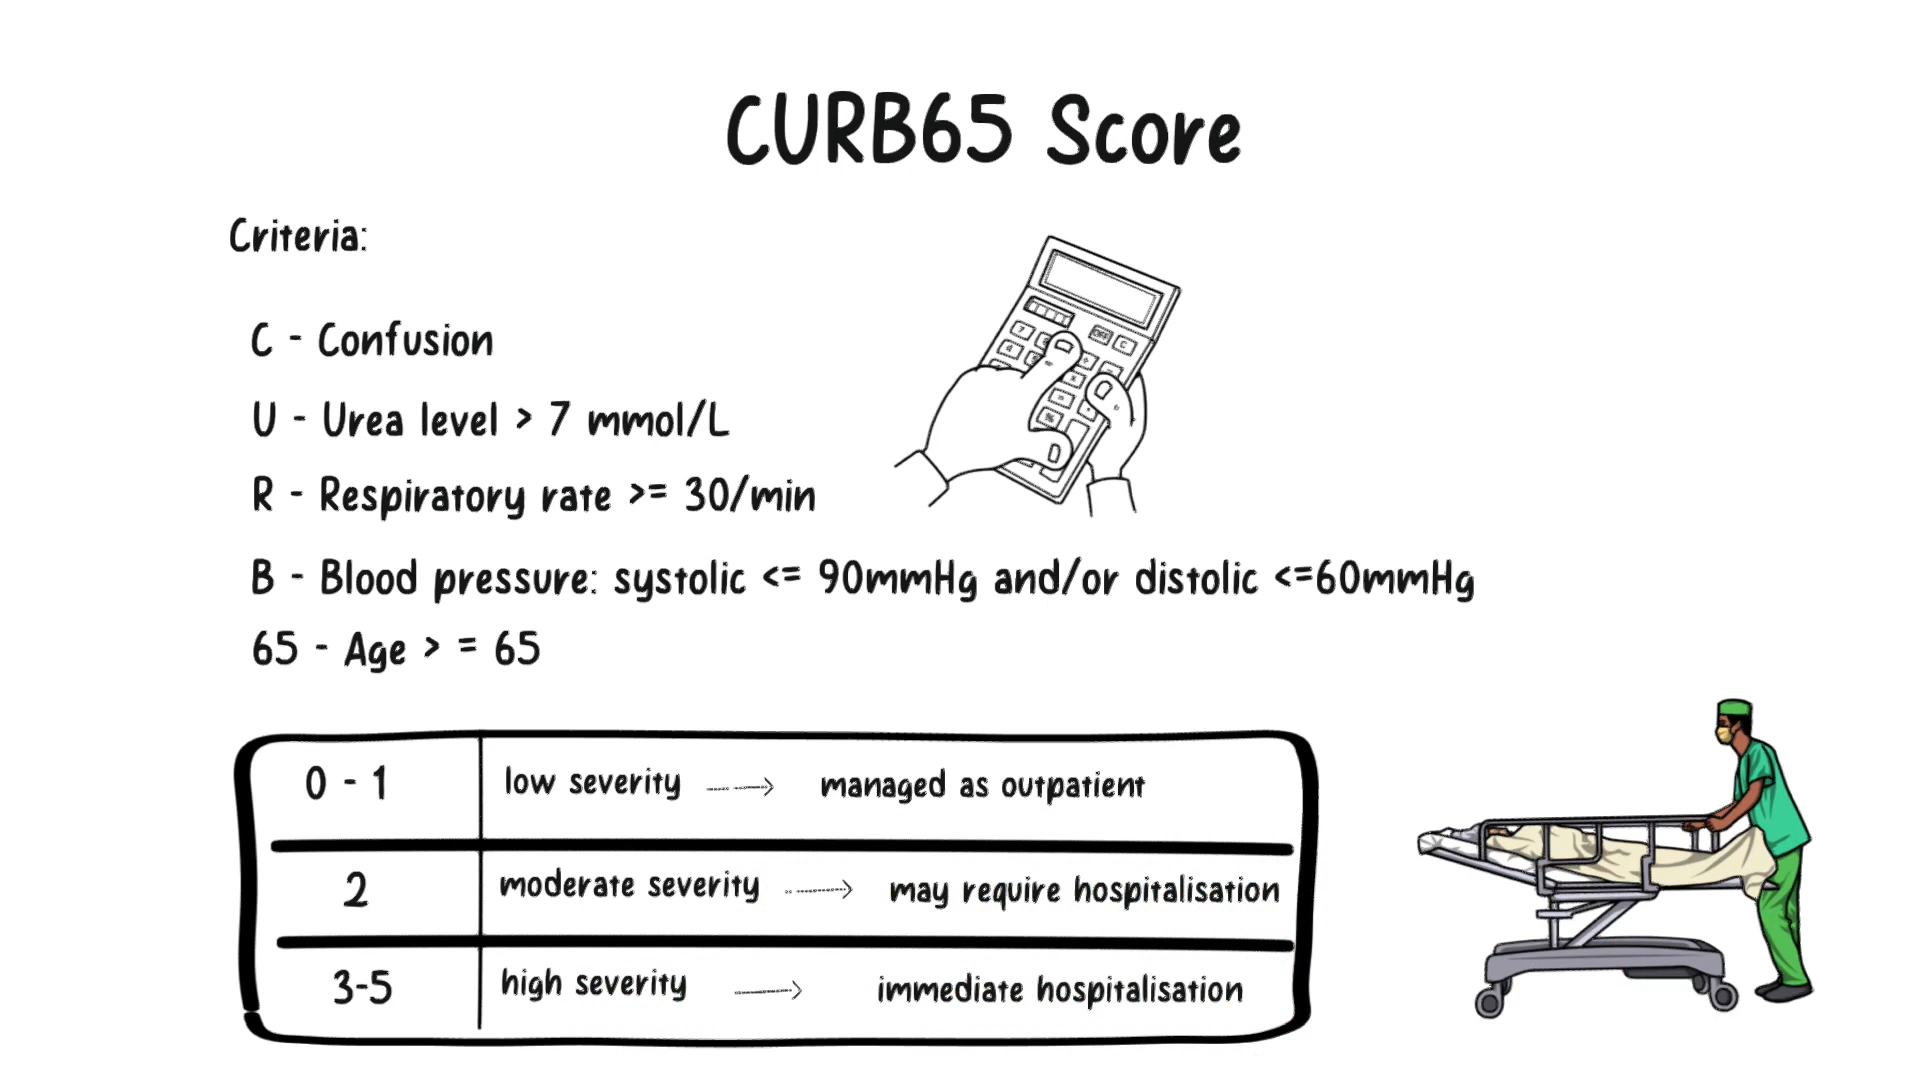 CURB65 Score
Criteria:
C - Confusion
U - Urea level > 7 mmol/L
R - Respiratory rate >= 30/min
B - Blood pressure: systolic <= 90mmHg and/or distolic <=60mmHg
65 - Age > = 65
0 - 1 low severity managed as outpatient
2 moderate severity may require hospitalisation
3-5 high severity immediate hospitalisation